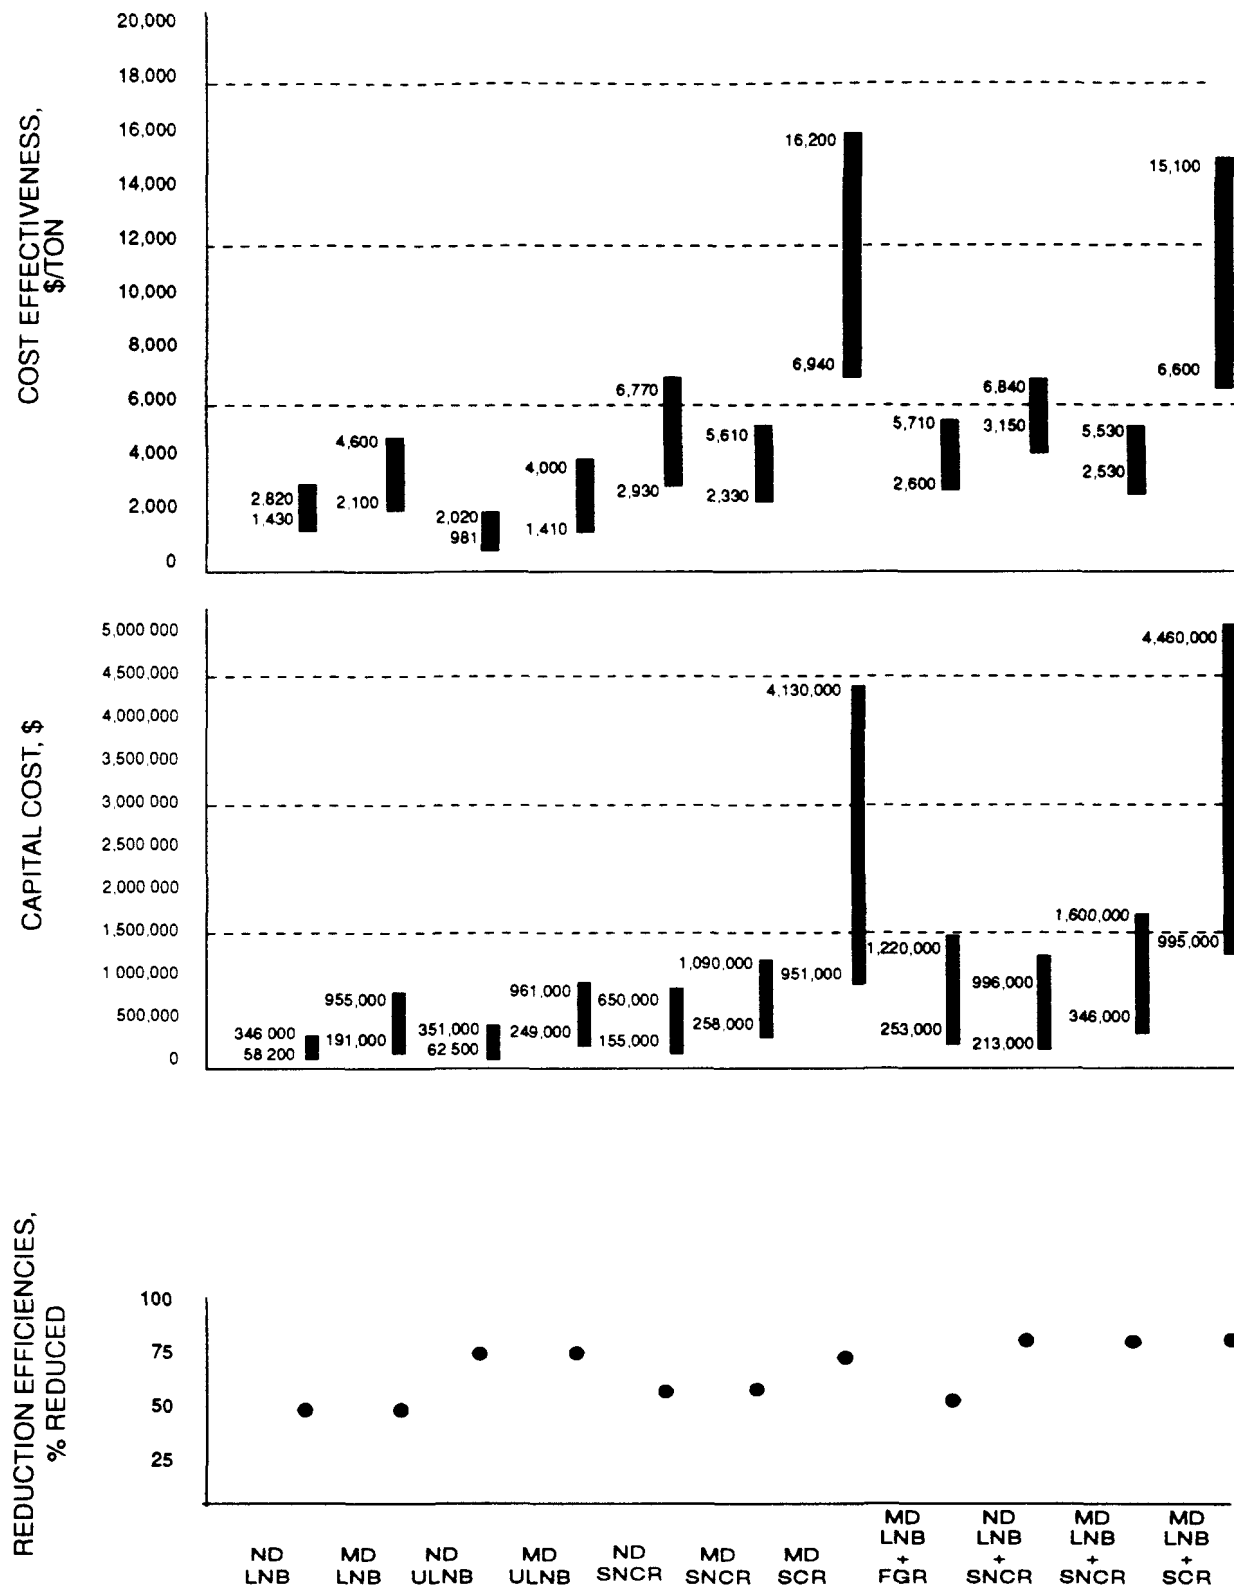 COST EFFECTIVENESS,
$/TON
20,000
18,000
16,000
14,000
12,000
10,000
8,000
6,000
4,000
2,000
0
2,820
1,430
4,600
2,100
2,020
981
4,000
1,410
6,770
2,930
5,610
2,330
16,200
6,940
5,710
2,600
6,840
3,150
5,530
2,530
15,100
6,600
CAPITAL COST, $
5,000 000
4,500,000
4,000,000
3,500,000
3,000 000
2,500,000
2,000 000
1,500,000
1 000,000
500,000
0
346 000
58 200
955,000
191,000
351,000
62 500
961,000
249,000
650,000
155,000
1,090,000
258,000
4,130,000
951,000
1,220,000
253,000
996,000
213,000
1,600,000
346,000
4,460,000
995,000
REDUCTION EFFICIENCIES,
% REDUCED
100
75
50
25
ND
LNB
MD
LNB
ND
ULNB
MD
ULNB
ND
SNCR
MD
SNCR
MD
SCR
MD
LNB
+
FGR
ND
LNB
+
SNCR
MD
LNB
+
SNCR
MD
LNB
+
SCR